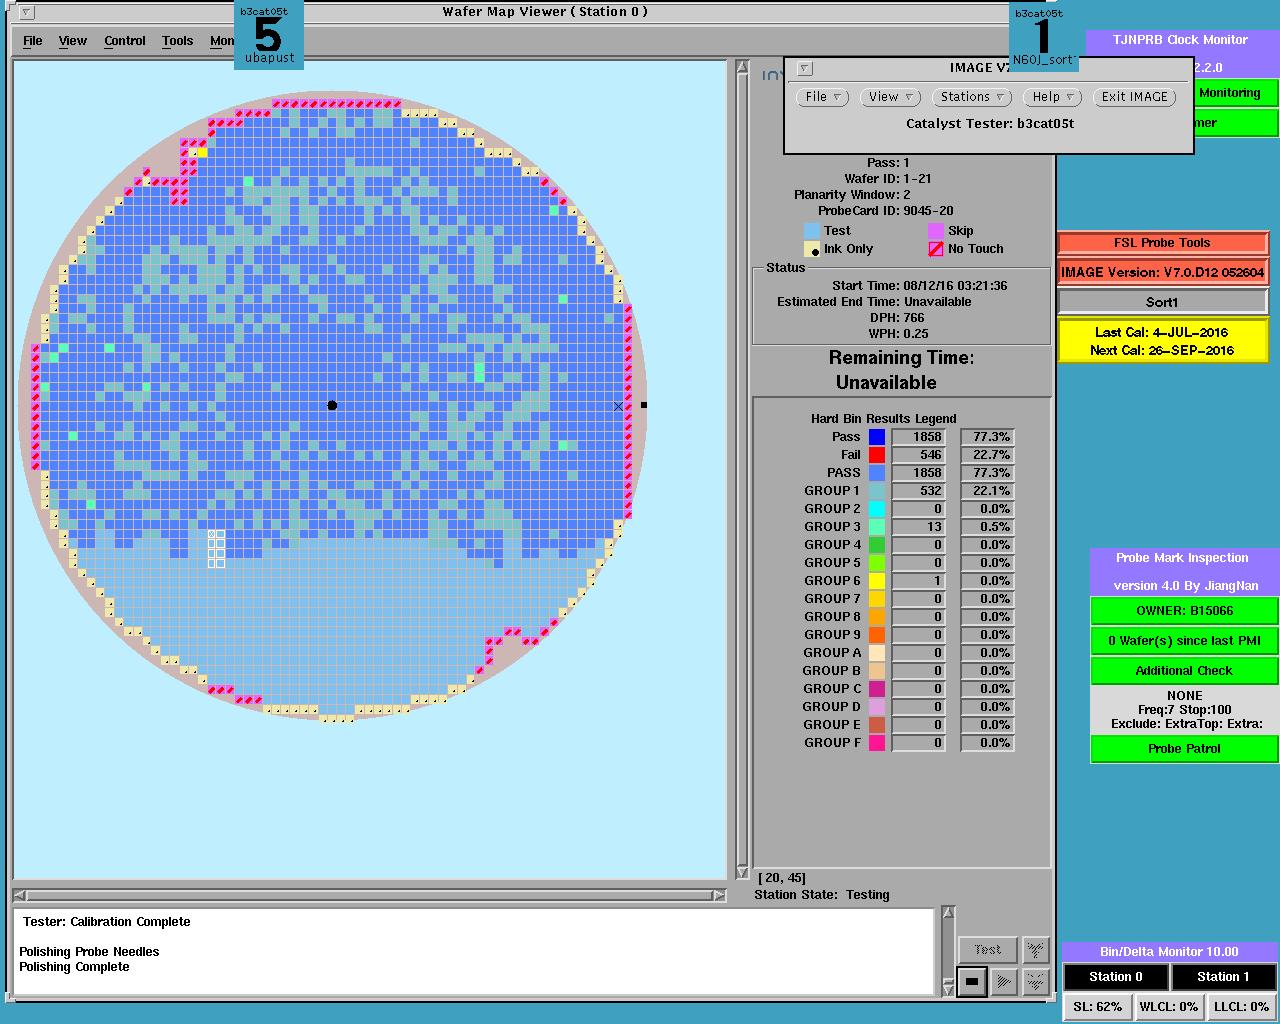 Wafer Map Viewer ( Station 0 )
b3cat05t
5
ubapust
b3cat05t
1
N60J_sort
File View Control Tools Mon
TJNPRB Clock Monitor
2.2.0
Monitoring
mer
IMAGE V7
File View Stations Help Exit IMAGE
Catalyst Tester: b3cat05t
Pass: 1
Wafer ID: 1-21
Planarity Window: 2
ProbeCard ID: 9045-20
Test Skip
Ink Only No Touch
Status
Start Time: 08/12/16 03:21:36
Estimated End Time: Unavailable
DPH: 766
WPH: 0.25
Remaining Time:
Unavailable
Hard Bin Results Legend
Pass 1858 77.3%
Fail 546 22.7%
PASS 1858 77.3%
GROUP 1 532 22.1%
GROUP 2 0 0.0%
GROUP 3 13 0.5%
GROUP 4 0 0.0%
GROUP 5 0 0.0%
GROUP 6 1 0.0%
GROUP 7 0 0.0%
GROUP 8 0 0.0%
GROUP 9 0 0.0%
GROUP A 0 0.0%
GROUP B 0 0.0%
GROUP C 0 0.0%
GROUP D 0 0.0%
GROUP E 0 0.0%
GROUP F 0 0.0%
[ 20, 45]
Station State: Testing
Test
Tester: Calibration Complete
Polishing Probe Needles
Polishing Complete
FSL Probe Tools
IMAGE Version: V7.0.D12 052604
Sort1
Last Cal: 4-JUL-2016
Next Cal: 26-SEP-2016
Probe Mark Inspection
version 4.0 By JiangNan
OWNER: B15066
0 Wafer(s) since last PMI
Additional Check
NONE
Freq:7 Stop:100
Exclude: ExtraTop: Extra:
Probe Patrol
Bin/Delta Monitor 10.00
Station 0 Station 1
SL: 62% WLCL: 0% LLCL: 0%